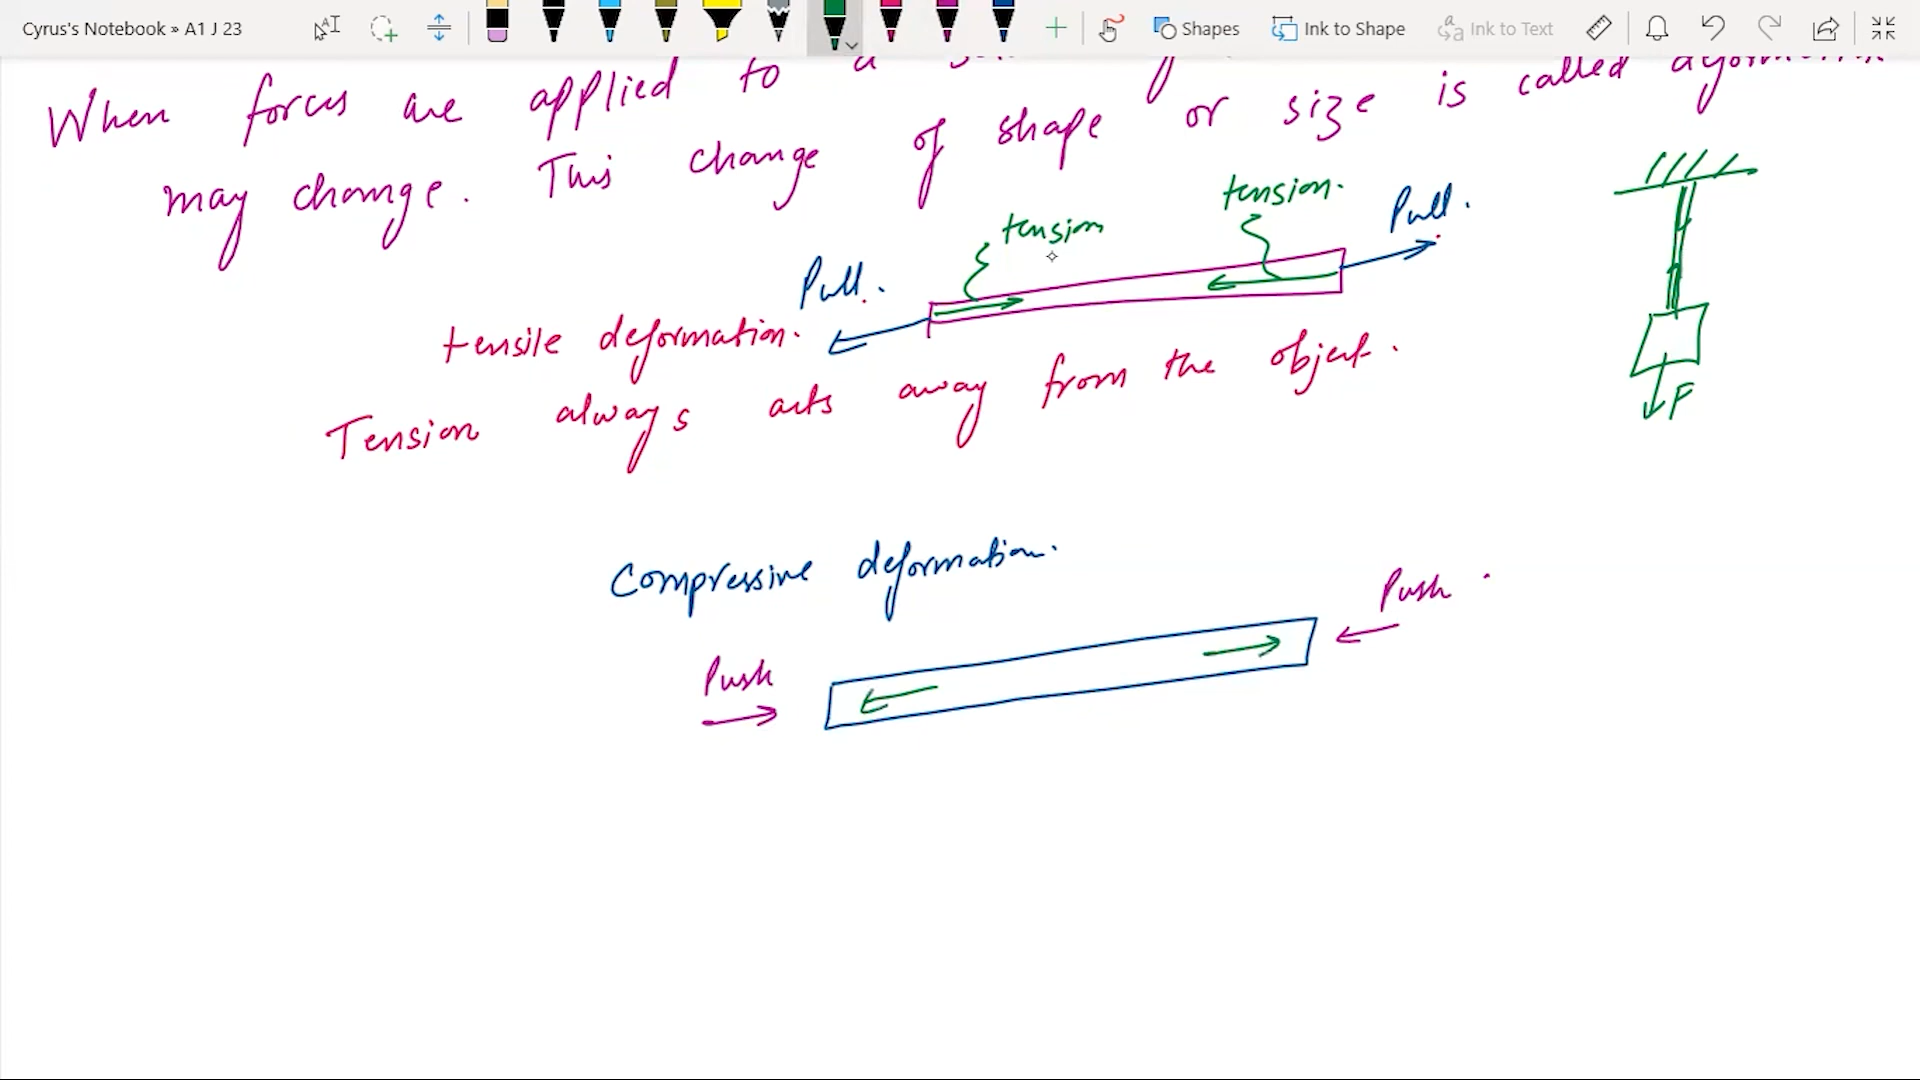 Cyrus's Notebook » A1 J 23
Shapes
Ink to Shape
Ink to Text
When forces are applied to a
may change. This change of shape or size is called deformation
tension
tension.
Pull.
Pull.
tensile deformation.
Tension always acts away from the object.
F
Compressive deformation.
Push
Push